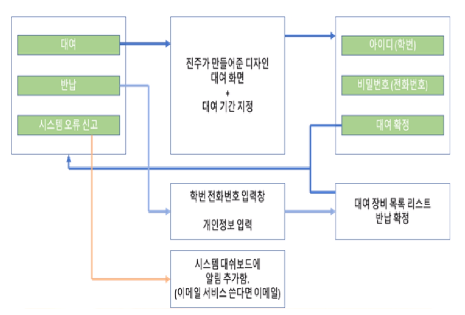 대여
반납
시스템 오류 신고
진주가 만들어준 디자인
대여 화면
+
대여 기간 지정
아이디 (학번)
비밀번호 (전화번호)
대여 확정
학번 전화번호 입력창
개인정보 입력
대여 장비 목록 리스트
반납 확정
시스템 대쉬보드에
알림 추가함,
(이메일 서비스 쓴다면 이메일)